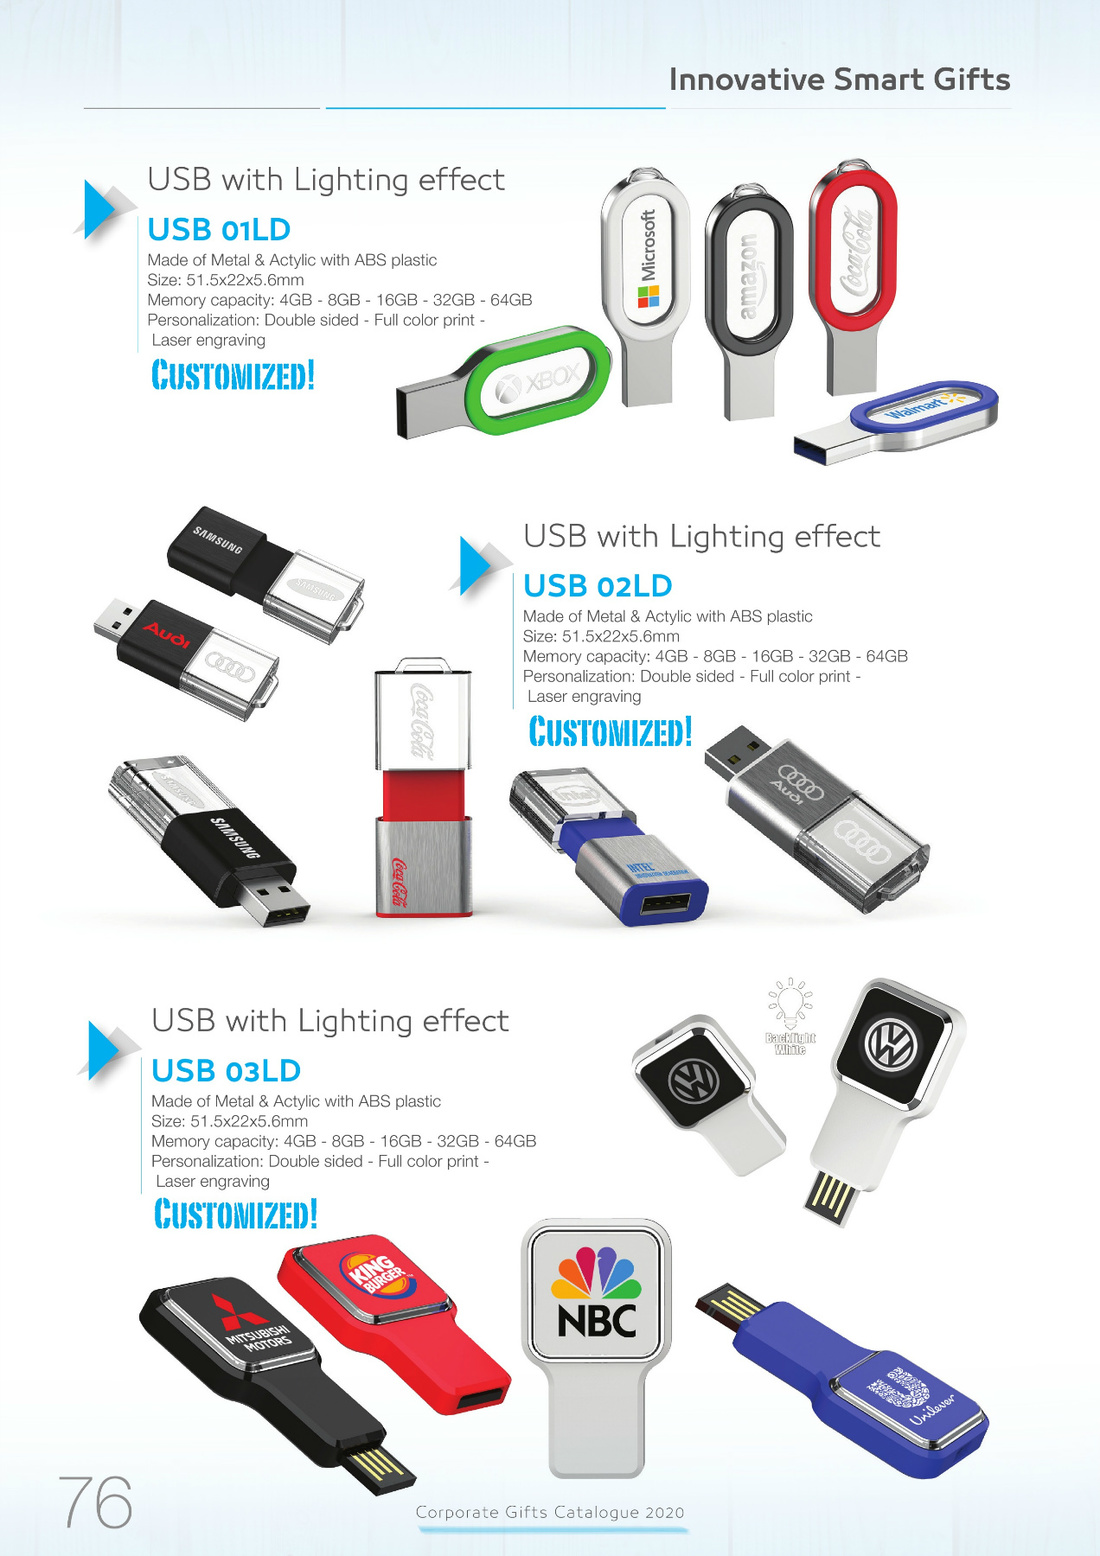 Innovative Smart Gifts
USB with Lighting effect
USB 01LD
Made of Metal & Actylic with ABS plastic
Size: 51.5x22x5.6mm
Memory capacity: 4GB - 8GB - 16GB - 32GB - 64GB
Personalization: Double sided - Full color print -
Laser engraving
CUSTOMIZED!
Microsoft
amazon
Coca-Cola
XBOX
Walmart
SAMSUNG
SAMSUNG
Audi
USB with Lighting effect
USB 02LD
Made of Metal & Actylic with ABS plastic
Size: 51.5x22x5.6mm
Memory capacity: 4GB - 8GB - 16GB - 32GB - 64GB
Personalization: Double sided - Full color print -
Laser engraving
CUSTOMIZED!
Coca-Cola
Coca-Cola
SAMSUNG
intel
INTEL
Audi
USB with Lighting effect
USB 03LD
Made of Metal & Actylic with ABS plastic
Size: 51.5x22x5.6mm
Memory capacity: 4GB - 8GB - 16GB - 32GB - 64GB
Personalization: Double sided - Full color print -
Laser engraving
CUSTOMIZED!
Backlight
White
KING
BURGER
MITSUBISHI
MOTORS
NBC
Unilever
76
Corporate Gifts Catalogue 2020